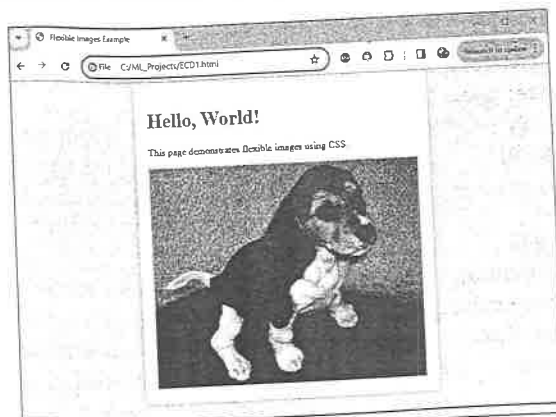 Flexible Images Example
File C:/ML_Projects/ECD1.html
Hello, World!
This page demonstrates flexible images using CSS.